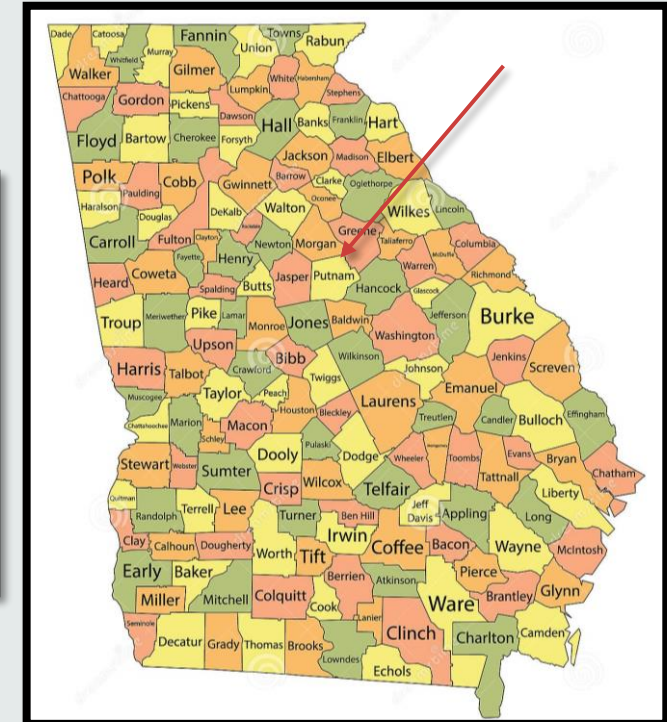 Dade
Catoosa
Fannin
Towns
Rabun
Union
Murray
Whitfield
Walker
Gilmer
White
Habersham
Lumpkin
Stephens
Chattooga
Gordon
Pickens
Dawson
Hall
Banks
Franklin
Hart
Floyd
Bartow
Cherokee
Forsyth
Jackson
Madison
Elbert
Polk
Cobb
Gwinnett
Barrow
Clarke
Oglethorpe
Paulding
Oconee
Haralson
Douglas
DeKalb
Walton
Wilkes
Lincoln
Carroll
Fulton
Clayton
Newton
Morgan
Greene
Taliaferro
Columbia
Fayette
Henry
McDuffie
Heard
Coweta
Spalding
Butts
Jasper
Putnam
Hancock
Warren
Richmond
Glascock
Troup
Meriwether
Pike
Lamar
Monroe
Jones
Baldwin
Jefferson
Burke
Upson
Washington
Harris
Talbot
Crawford
Bibb
Wilkinson
Johnson
Jenkins
Screven
Twiggs
Emanuel
Muscogee
Taylor
Peach
Laurens
Chattahoochee
Marion
Macon
Houston
Bleckley
Treutlen
Candler
Bulloch
Effingham
Schley
Pulaski
Stewart
Webster
Sumter
Dooly
Dodge
Wheeler
Toombs
Evans
Bryan
Chatham
Tattnall
Crisp
Wilcox
Telfair
Liberty
Quitman
Randolph
Terrell
Lee
Turner
Ben Hill
Jeff
Davis
Appling
Long
Clay
Calhoun
Dougherty
Worth
Tift
Irwin
Coffee
Bacon
Wayne
McIntosh
Early
Baker
Berrien
Atkinson
Pierce
Miller
Mitchell
Colquitt
Cook
Ware
Brantley
Glynn
Seminole
Lanier
Clinch
Charlton
Camden
Decatur
Grady
Thomas
Brooks
Lowndes
Echols